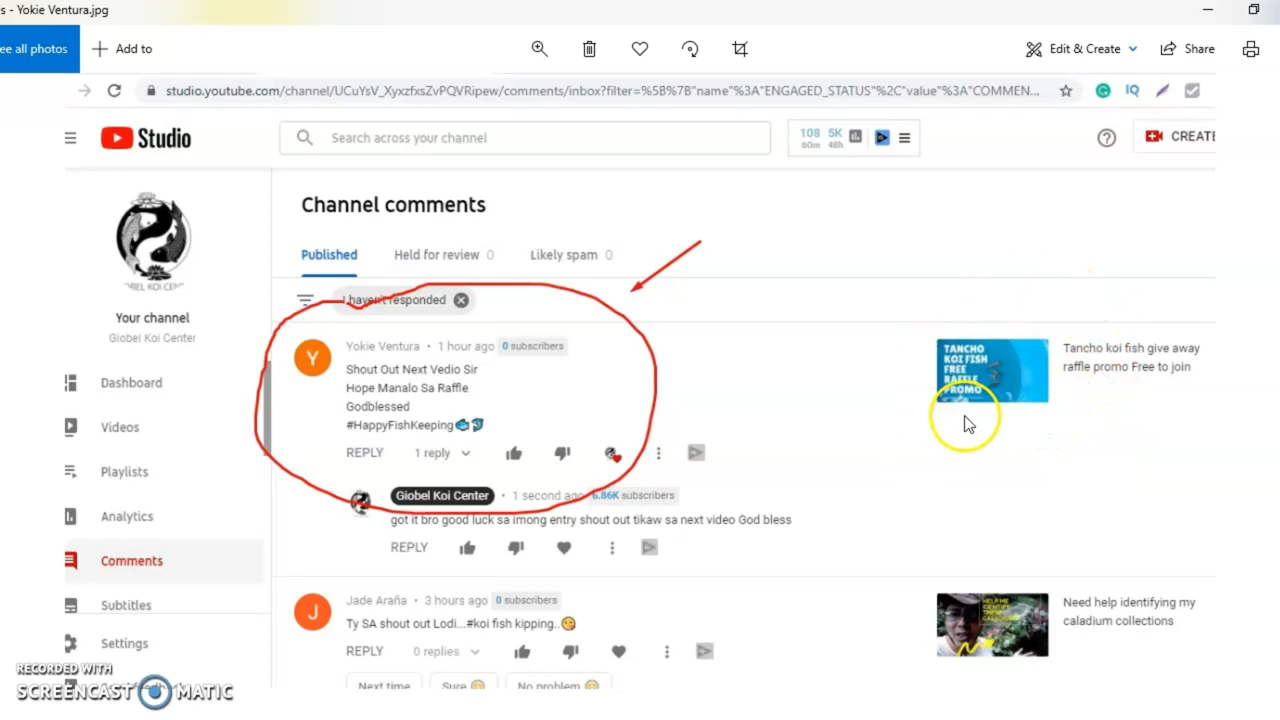 s - Yokie Ventura.jpg
ee all photos
Add to
Edit & Create
Share
studio.youtube.com/channel/UCuYsV_XyxzfxsZvPQVRipew/comments/inbox?filter=%5B%7B"name"%3A"ENGAGED_STATUS"%2C"value"%3A"COMMEN...
IQ
Studio
Search across your channel
108 5K
60m 48h
CREATE
Channel comments
Published
Held for review 0
Likely spam 0
I haven't responded
Your channel
Giobel Koi Center
Dashboard
Videos
Playlists
Analytics
Comments
Subtitles
Settings
Y
Yokie Ventura • 1 hour ago 0 subscribers
Shout Out Next Vedio Sir
Hope Manalo Sa Raffle
Godblessed
#HappyFishKeeping🐟🐬
REPLY 1 reply
TANCHO
KOI FISH
FREE
RAFFLE
PROMO
Tancho koi fish give away
raffle promo Free to join
Giobel Koi Center • 1 second ago 6.86K subscribers
got it bro good luck sa imong entry shout out tikaw sa next video God bless
REPLY
J
Jade Araña • 3 hours ago 0 subscribers
Ty SA shout out Lodi...#koi fish kipping..😘
REPLY 0 replies
Next time
Sure
No problem
HELP ME
IDENTIFY
THESE
CALADIUM
Need help identifying my
caladium collections
RECORDED WITH
SCREENCAST MATIC